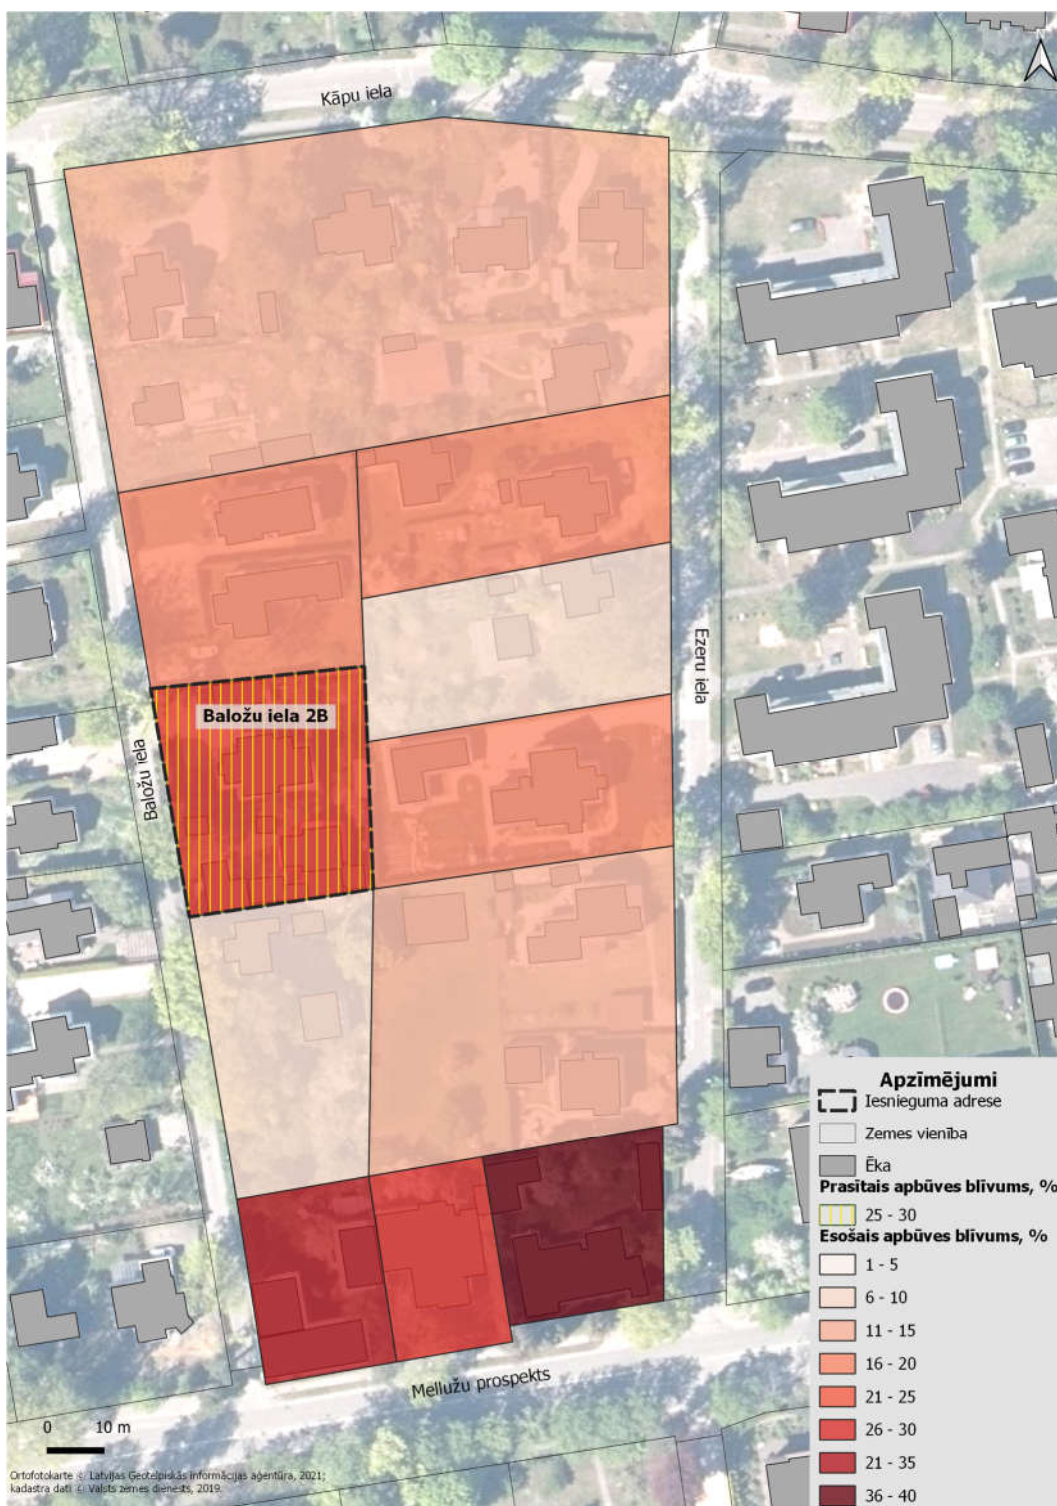 Kāpu iela
Baložu iela 2B
Ezeru iela
Baložu iela
Mellužu prospekts
0 10 m
Ortofotokarte © Latvijas Ģeotelpiskās informācijas aģentūra, 2021;
kadastra dati © Valsts zemes dienests, 2019.
Apzīmējumi
Iesnieguma adrese
Zemes vienība
Ēka
Prasītais apbūves blīvums, %
25 - 30
Esošais apbūves blīvums, %
1 - 5
6 - 10
11 - 15
16 - 20
21 - 25
26 - 30
21 - 35
36 - 40